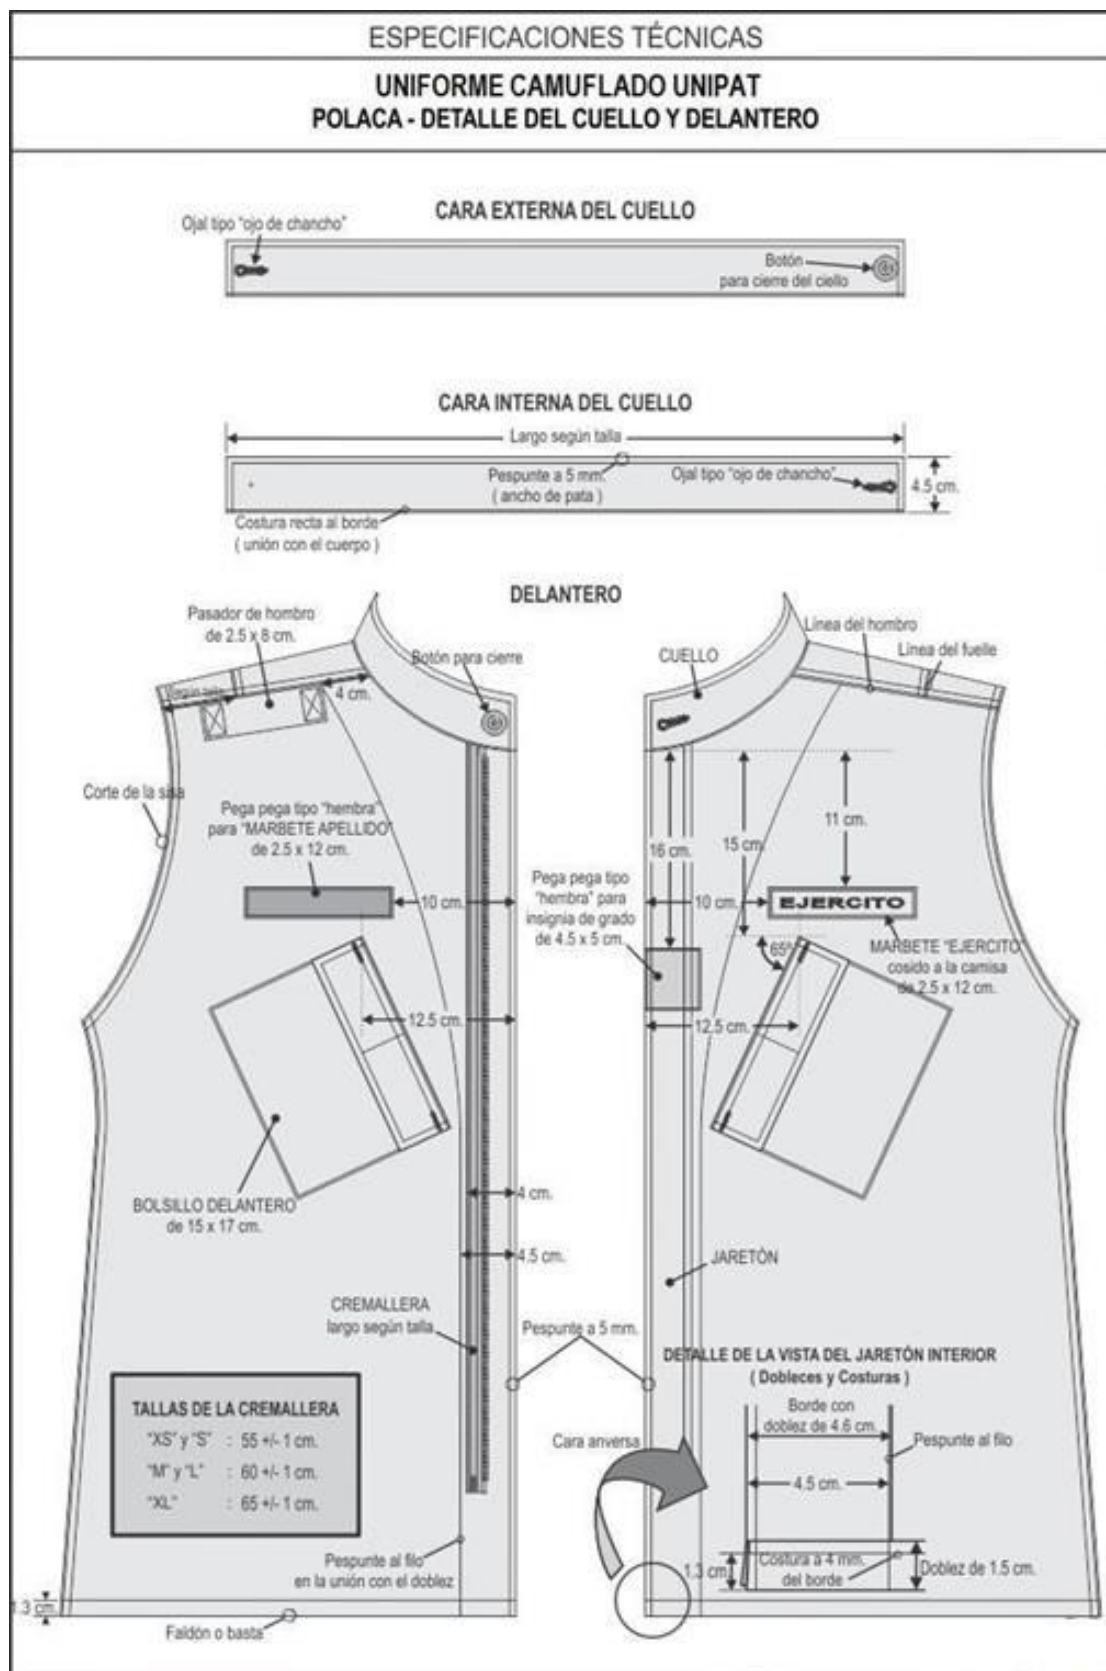 ESPECIFICACIONES TÉCNICAS
UNIFORME CAMUFLADO UNIPAT
POLACA - DETALLE DEL CUELLO Y DELANTERO
CARA EXTERNA DEL CUELLO
Ojal tipo "ojo de chancho"
Botón
para cierre del ciello
CARA INTERNA DEL CUELLO
Largo según talla
Pespunte a 5 mm.
( ancho de pata )
Ojal tipo "ojo de chancho"
4.5 cm.
Costura recta al borde
( unión con el cuerpo )
DELANTERO
Pasador de hombro
de 2.5 x 8 cm.
Botón para cierre
según talla
4 cm.
Corte de la sisa
Pega pega tipo "hembra"
para "MARBETE APELLIDO"
de 2.5 x 12 cm.
10 cm.
12.5 cm.
BOLSILLO DELANTERO
de 15 x 17 cm.
4 cm.
4.5 cm.
CREMALLERA
largo según talla
Pespunte a 5 mm.
TALLAS DE LA CREMALLERA
"XS" y "S" : 55 +/- 1 cm.
"M" y "L" : 60 +/- 1 cm.
"XL" : 65 +/- 1 cm.
Pespunte al filo
en la unión con el doblez
1.3 cm.
Faldón o basta
CUELLO
Línea del hombro
Línea del fuelle
16 cm.
15 cm
11 cm.
Pega pega tipo
"hembra" para
insignia de grado
de 4.5 x 5 cm.
10 cm.
EJERCITO
65º
MARBETE "EJERCITO"
cosido a la camisa
de 2.5 x 12 cm.
12.5 cm.
JARETÓN
DETALLE DE LA VISTA DEL JARETÓN INTERIOR
( Dobleces y Costuras )
Borde con
doblez de 4.6 cm.
Pespunte al filo
4.5 cm.
Cara anversa
1.3 cm
Costura a 4 mm.
del borde
Doblez de 1.5 cm.